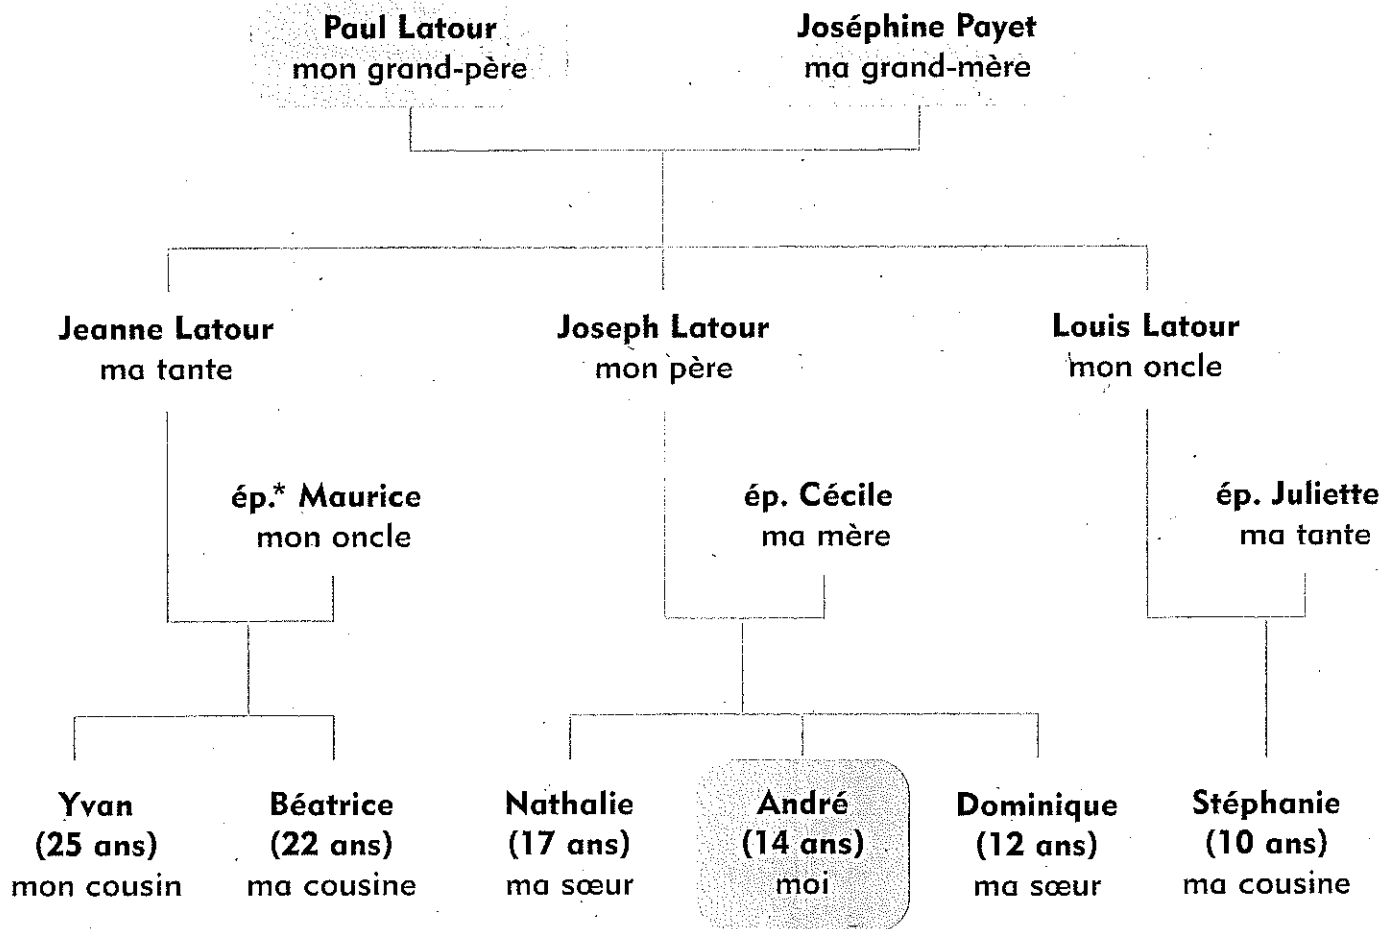 Paul Latour
mon grand-père
Joséphine Payet
ma grand-mère
Jeanne Latour
ma tante
Joseph Latour
mon père
Louis Latour
mon oncle
ép.* Maurice
mon oncle
ép. Cécile
ma mère
ép. Juliette
ma tante
Yvan
(25 ans)
mon cousin
Béatrice
(22 ans)
ma cousine
Nathalie
(17 ans)
ma sœur
André
(14 ans)
moi
Dominique
(12 ans)
ma sœur
Stéphanie
(10 ans)
ma cousine